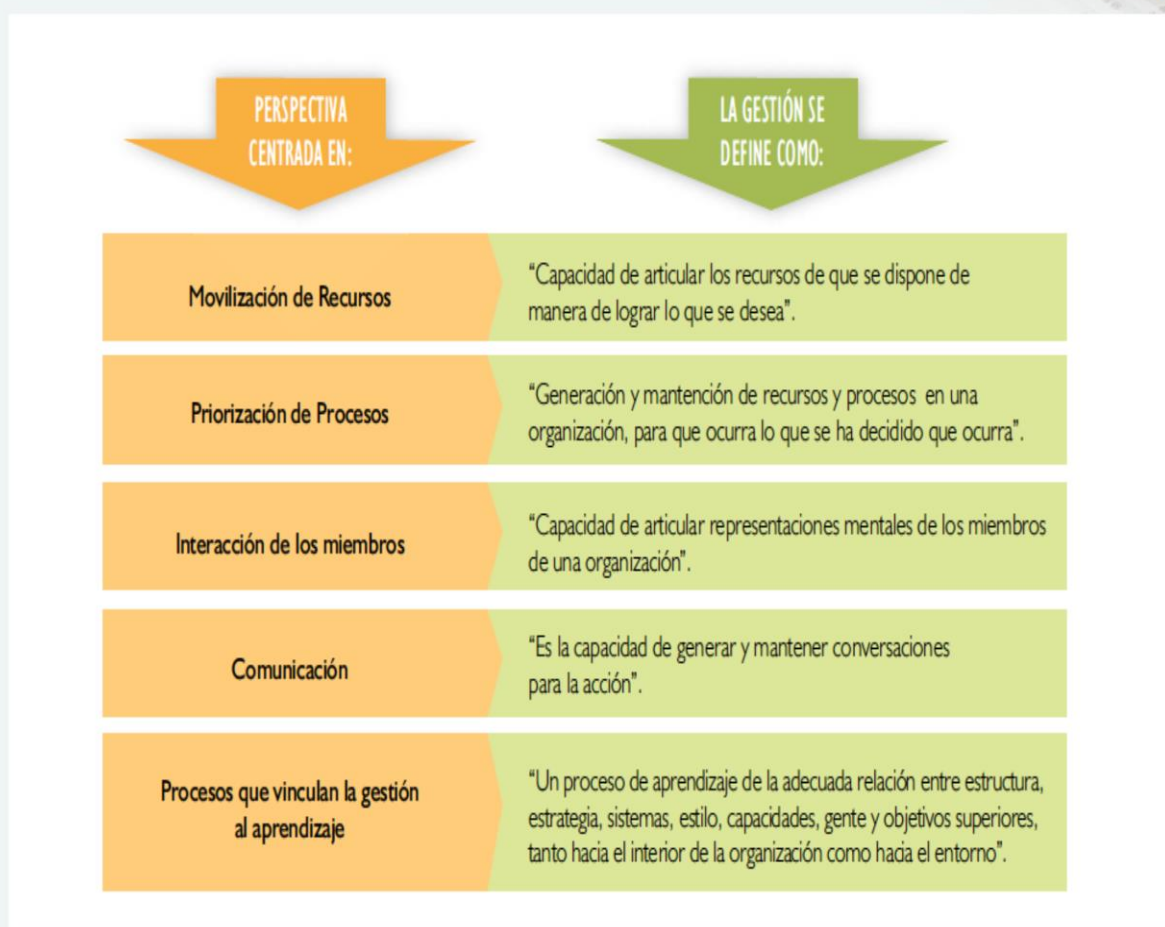 PERSPECTIVA
CENTRADA EN:
LA GESTIÓN SE
DEFINE COMO:
Movilización de Recursos
“Capacidad de articular los recursos de que se dispone de
manera de lograr lo que se desea”.
Priorización de Procesos
“Generación y mantención de recursos y procesos en una
organización, para que ocurra lo que se ha decidido que ocurra”.
Interacción de los miembros
“Capacidad de articular representaciones mentales de los miembros
de una organización”.
Comunicación
“Es la capacidad de generar y mantener conversaciones
para la acción”.
Procesos que vinculan la gestión
al aprendizaje
“Un proceso de aprendizaje de la adecuada relación entre estructura,
estrategia, sistemas, estilo, capacidades, gente y objetivos superiores,
tanto hacia el interior de la organización como hacia el entorno”.